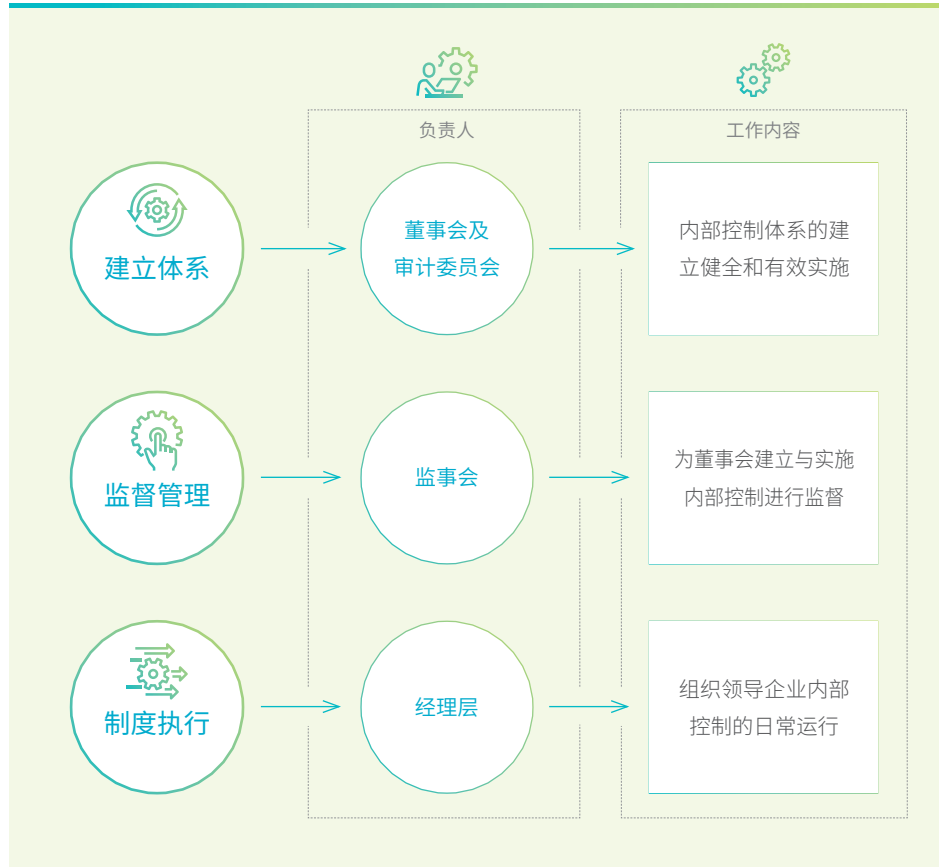 负责人
工作内容
建立体系
董事会及
审计委员会
内部控制体系的建
立健全和有效实施
监督管理
监事会
为董事会建立与实施
内部控制进行监督
制度执行
经理层
组织领导企业内部
控制的日常运行